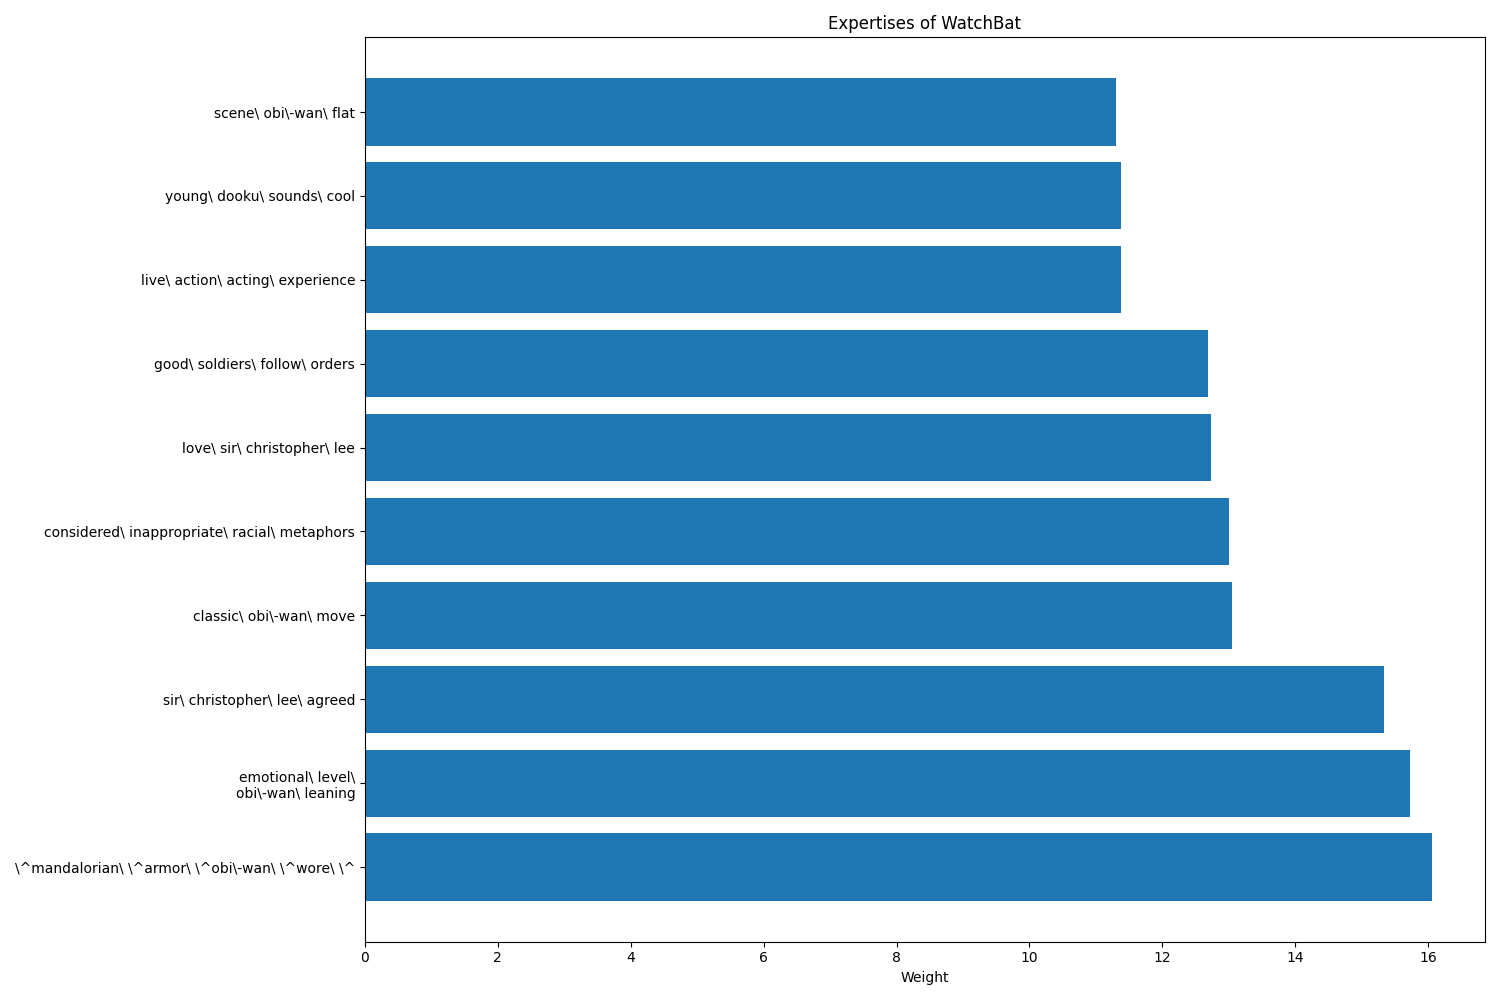 Expertises of WatchBat
scene\ obi\-wan\ flat
young\ dooku\ sounds\ cool
live\ action\ acting\ experience
good\ soldiers\ follow\ orders
love\ sir\ christopher\ lee
considered\ inappropriate\ racial\ metaphors
classic\ obi\-wan\ move
sir\ christopher\ lee\ agreed
emotional\ level\
obi\-wan\ leaning
\^mandalorian\ \^armor\ \^obi\-wan\ \^wore\ \^
0 2 4 6 8 10 12 14 16
Weight